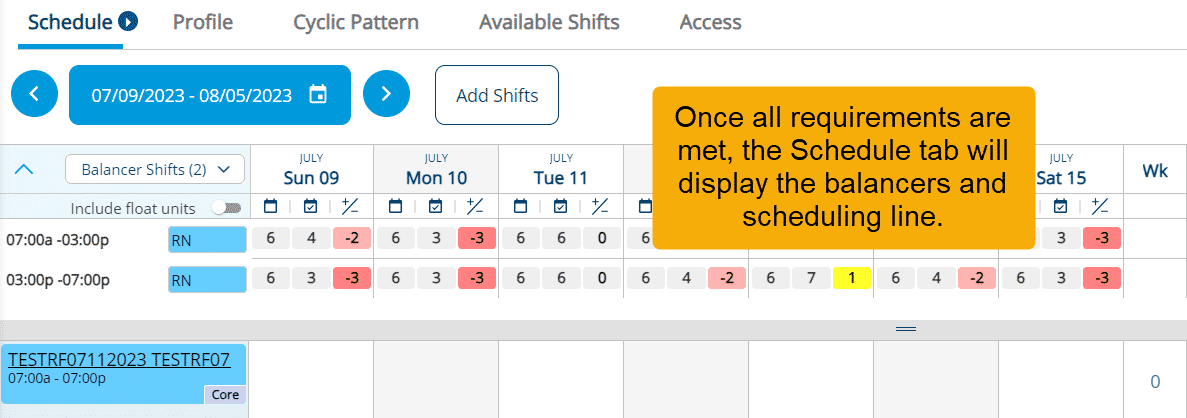 Schedule Profile Cyclic Pattern Available Shifts Access
07/09/2023 - 08/05/2023 Add Shifts
Once all requirements are
met, the Schedule tab will
display the balancers and
scheduling line.
Balancer Shifts (2) JULY JULY JULY JULY
Sun 09 Mon 10 Tue 11 Sat 15 Wk
Include float units +/- +/- +/- +/-
07:00a -03:00p RN 6 4 -2 6 3 -3 6 6 0 6 3 -3
03:00p -07:00p RN 6 3 -3 6 3 -3 6 6 0 6 4 -2 6 7 1 6 4 -2 6 3 -3
TESTRF07112023 TESTRF07
07:00a - 07:00p
Core
0